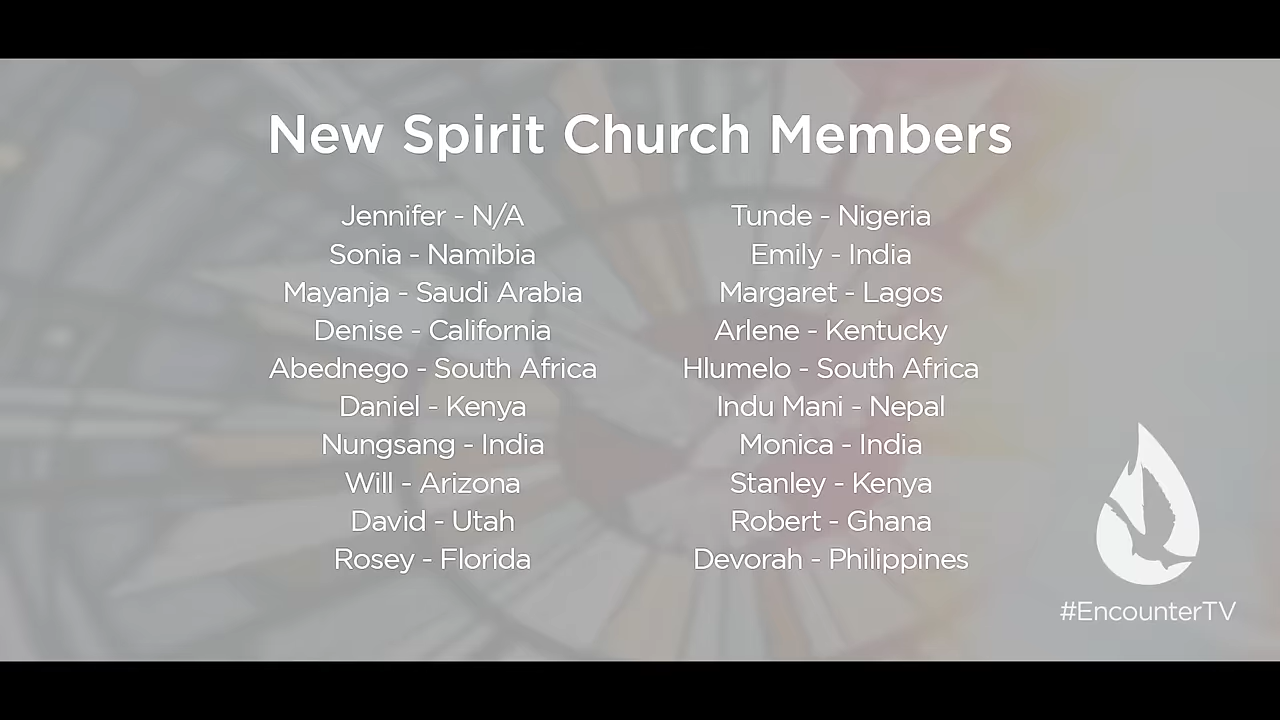 New Spirit Church Members
Jennifer - N/A
Sonia - Namibia
Mayanja - Saudi Arabia
Denise - California
Abednego - South Africa
Daniel - Kenya
Nungsang - India
Will - Arizona
David - Utah
Rosey - Florida
Tunde - Nigeria
Emily - India
Margaret - Lagos
Arlene - Kentucky
Hlumelo - South Africa
Indu Mani - Nepal
Monica - India
Stanley - Kenya
Robert - Ghana
Devorah - Philippines
#EncounterTV